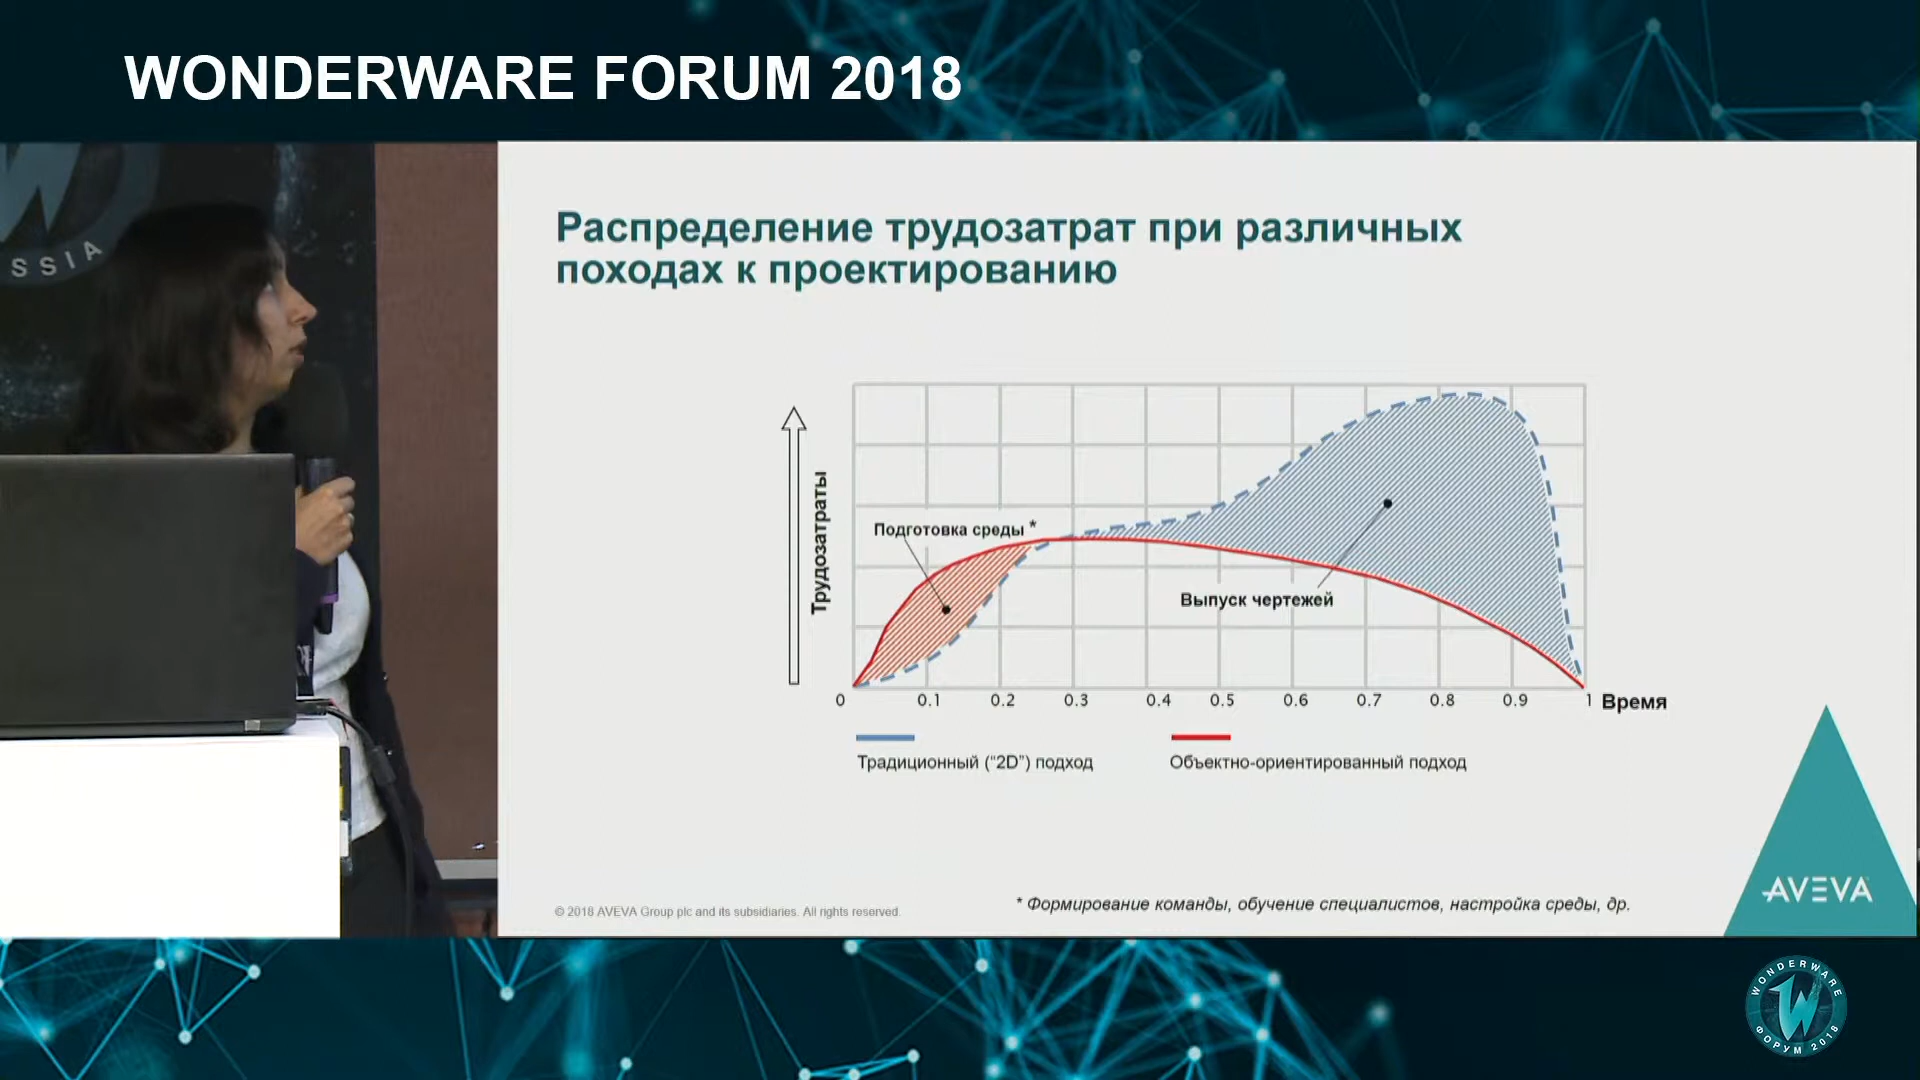 WONDERWARE FORUM 2018
W
SSIA
Распределение трудозатрат при различных
походах к проектированию
Трудозатраты
Подготовка среды *
Выпуск чертежей
0 0.1 0.2 0.3 0.4 0.5 0.6 0.7 0.8 0.9 1 Время
Традиционный (“2D”) подход
Объектно-ориентированный подход
* Формирование команды, обучение специалистов, настройка среды, др.
© 2018 AVEVA Group plc and its subsidiaries. All rights reserved.
AVEVA
WONDERWARE
W
ФОРУМ 2018